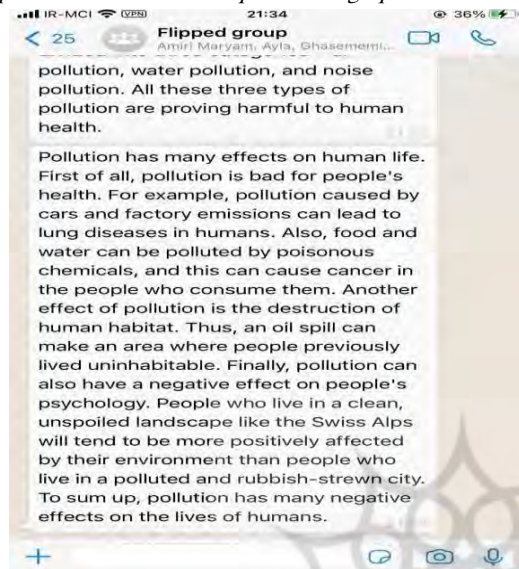 IR-MCI VPN 21:34 36%
< 25 Flipped group
Amiri Maryam, Ayla, Ghasememi...
pollution, water pollution, and noise
pollution. All these three types of
pollution are proving harmful to human
health.
Pollution has many effects on human life.
First of all, pollution is bad for people's
health. For example, pollution caused by
cars and factory emissions can lead to
lung diseases in humans. Also, food and
water can be polluted by poisonous
chemicals, and this can cause cancer in
the people who consume them. Another
effect of pollution is the destruction of
human habitat. Thus, an oil spill can
make an area where people previously
lived uninhabitable. Finally, pollution can
also have a negative effect on people's
psychology. People who live in a clean,
unspoiled landscape like the Swiss Alps
will tend to be more positively affected
by their environment than people who
live in a polluted and rubbish-strewn city.
To sum up, pollution has many negative
effects on the lives of humans.